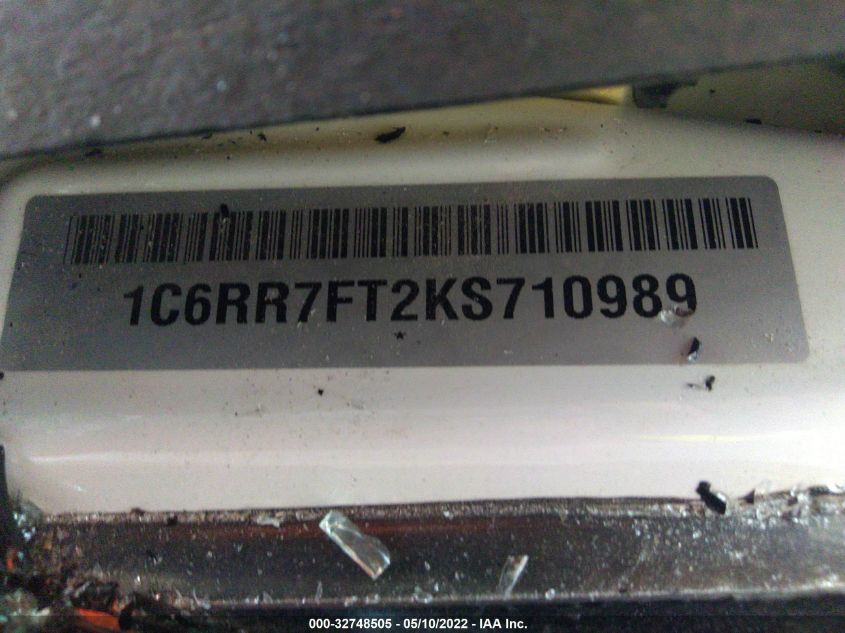 1C6RR7FT2KS710989
*
000-32748505 - 05/10/2022 - IAA Inc.